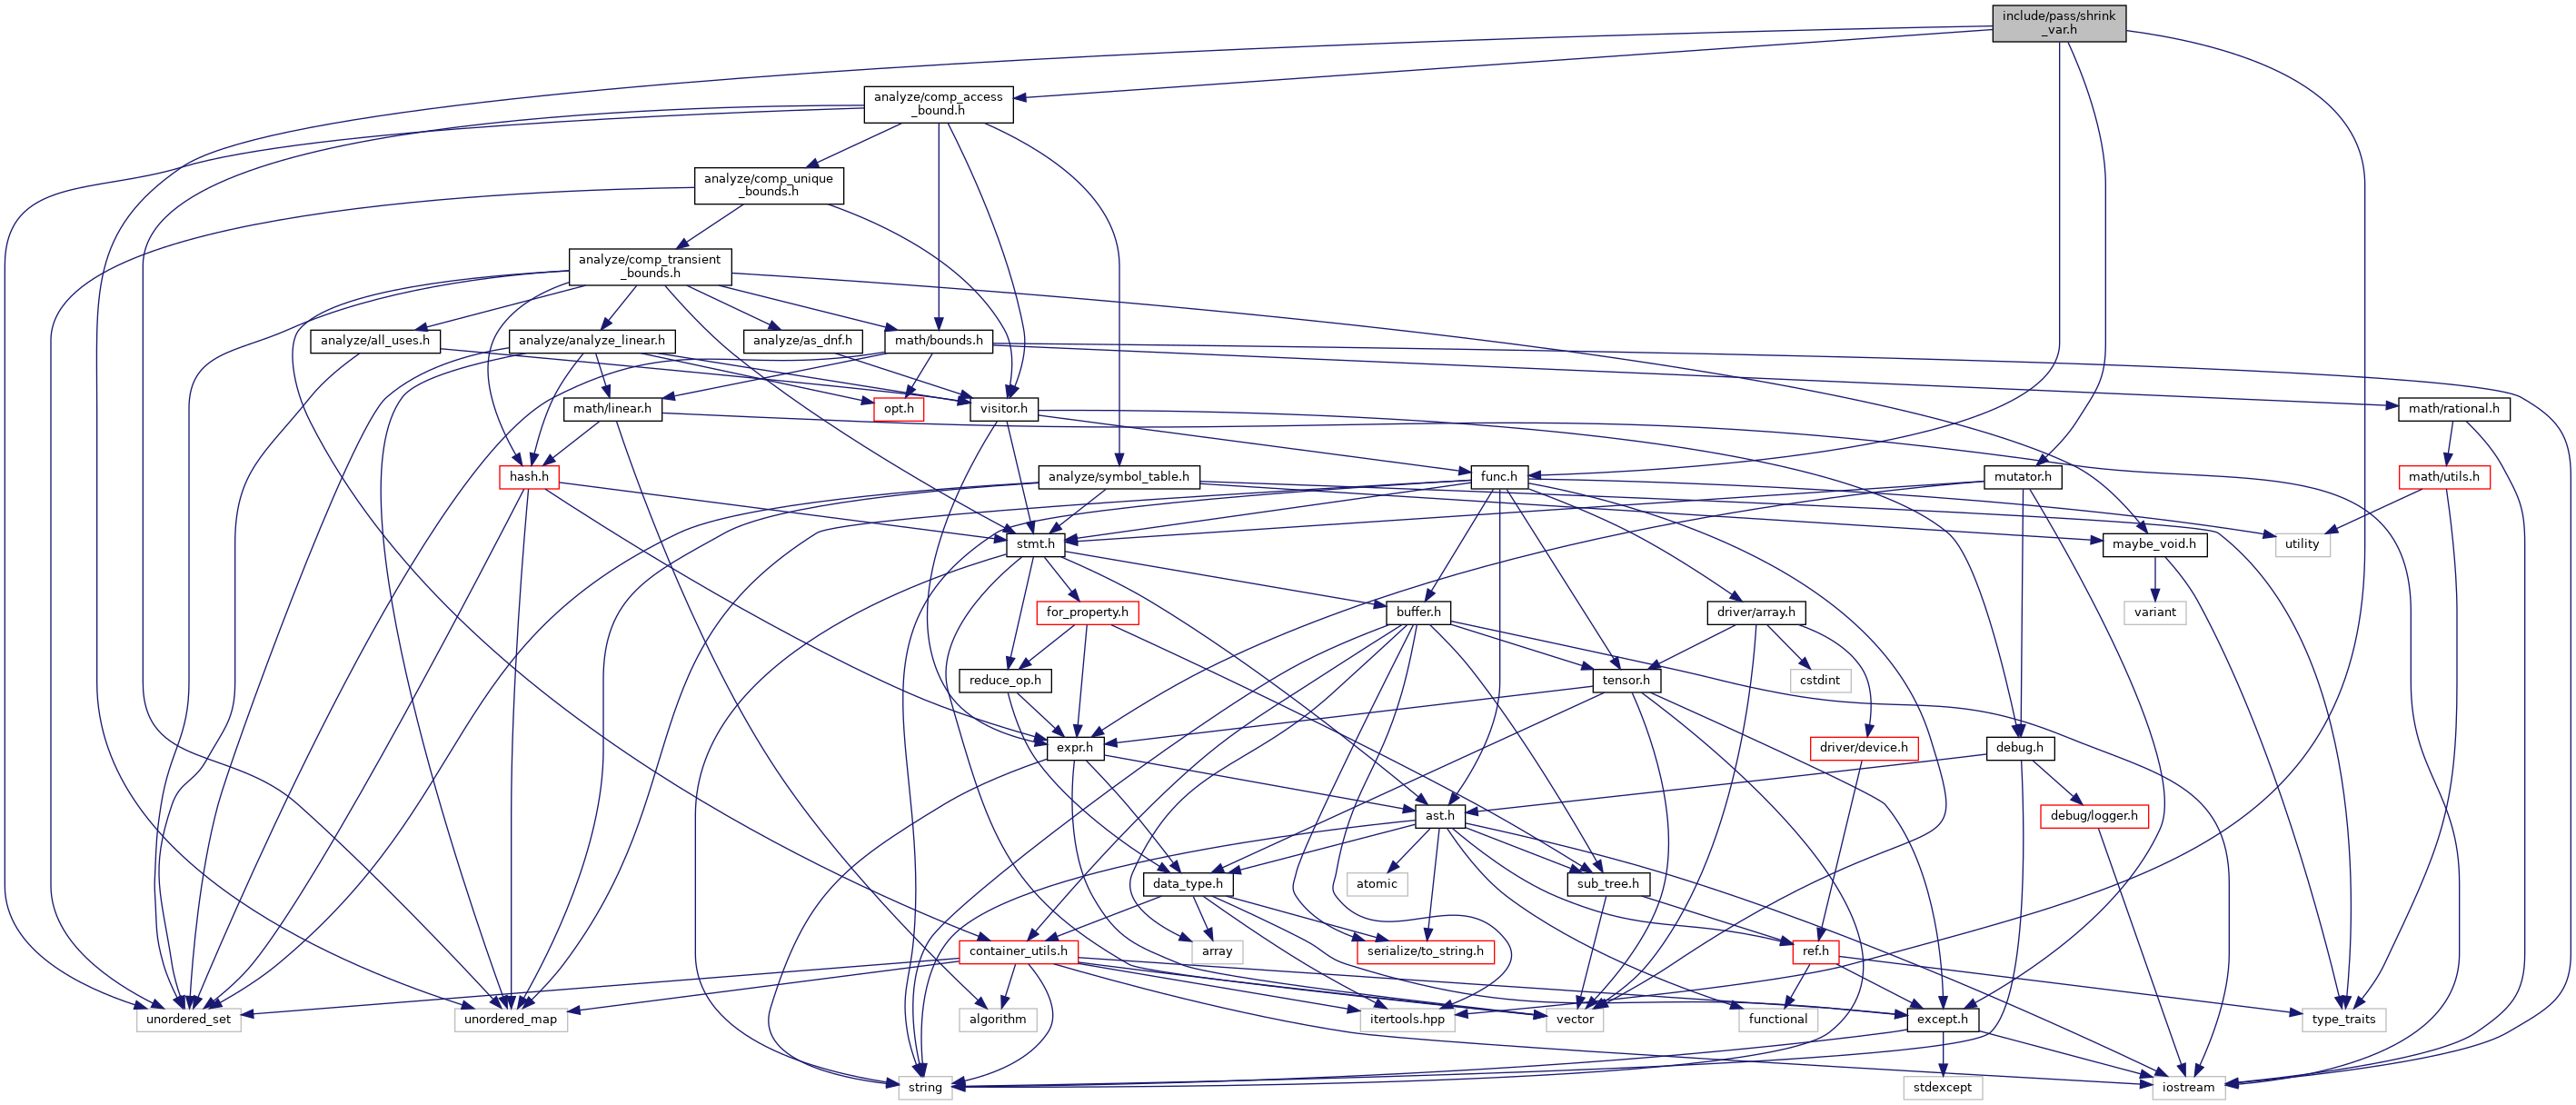 include/pass/shrink
_var.h
analyze/comp_access
_bound.h
analyze/comp_unique
_bounds.h
analyze/comp_transient
_bounds.h
analyze/all_uses.h
analyze/analyze_linear.h
analyze/as_dnf.h
math/bounds.h
math/linear.h
opt.h
visitor.h
math/rational.h
hash.h
analyze/symbol_table.h
func.h
mutator.h
math/utils.h
stmt.h
maybe_void.h
utility
for_property.h
buffer.h
driver/array.h
variant
reduce_op.h
tensor.h
cstdint
expr.h
driver/device.h
debug.h
ast.h
debug/logger.h
data_type.h
atomic
sub_tree.h
container_utils.h
array
serialize/to_string.h
ref.h
unordered_set
unordered_map
algorithm
itertools.hpp
vector
functional
except.h
type_traits
string
stdexcept
iostream